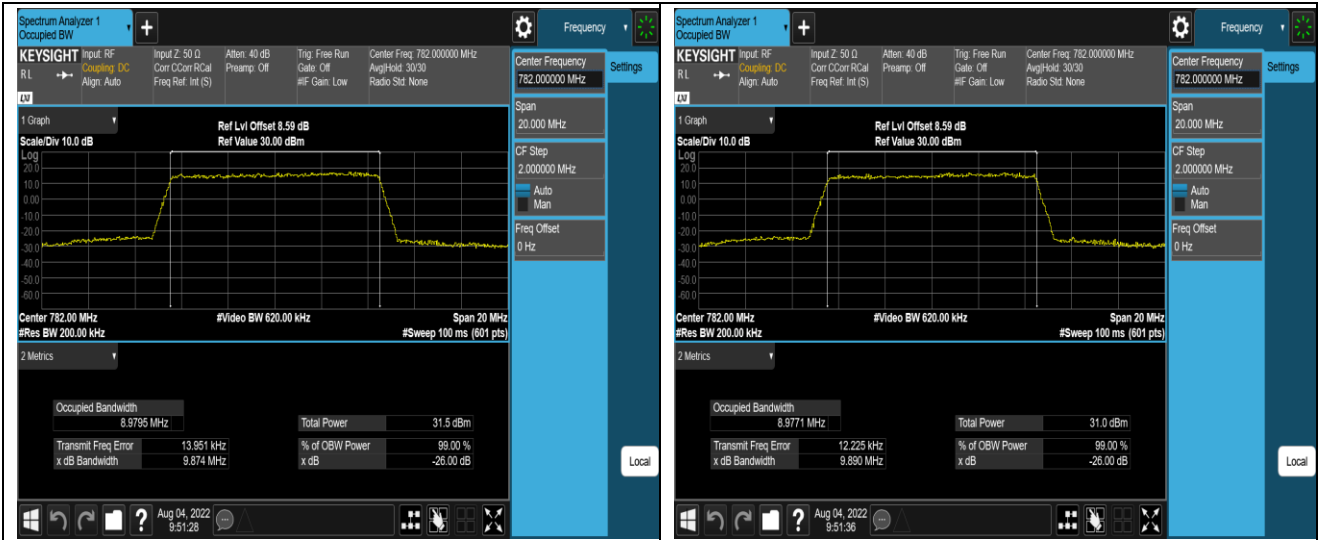 Spectrum Analyzer 1
Occupied BW
+
Frequency
KEYSIGHT Input: RF
RL Coupling: DC
Align: Auto
LXI
Input Z: 50 Ω
Corr CCorr RCal
Freq Ref: Int (S)
Atten: 40 dB
Preamp: Off
Trig: Free Run
Gate: Off
#IF Gain: Low
Center Freq: 782.000000 MHz
Avg|Hold: 30/30
Radio Std: None
Center Frequency
782.000000 MHz
Settings
Span
20.000 MHz
CF Step
2.000000 MHz
Auto
Man
Freq Offset
0 Hz
Local
1 Graph
Scale/Div 10.0 dB
Ref Lvl Offset 8.59 dB
Ref Value 30.00 dBm
Log
20.0
10.0
0.00
-10.0
-20.0
-30.0
-40.0
-50.0
-60.0
Center 782.00 MHz
#Video BW 620.00 kHz
Span 20 MHz
#Res BW 200.00 kHz
#Sweep 100 ms (601 pts)
2 Metrics
Occupied Bandwidth
8.9795 MHz
Total Power 31.5 dBm
Transmit Freq Error 13.951 kHz
% of OBW Power 99.00 %
x dB Bandwidth 9.874 MHz
x dB -26.00 dB
?
Aug 04, 2022
9:51:28
Spectrum Analyzer 1
Occupied BW
+
Frequency
KEYSIGHT Input: RF
RL Coupling: DC
Align: Auto
LXI
Input Z: 50 Ω
Corr CCorr RCal
Freq Ref: Int (S)
Atten: 40 dB
Preamp: Off
Trig: Free Run
Gate: Off
#IF Gain: Low
Center Freq: 782.000000 MHz
Avg|Hold: 30/30
Radio Std: None
Center Frequency
782.000000 MHz
Settings
Span
20.000 MHz
CF Step
2.000000 MHz
Auto
Man
Freq Offset
0 Hz
Local
1 Graph
Scale/Div 10.0 dB
Ref Lvl Offset 8.59 dB
Ref Value 30.00 dBm
Log
20.0
10.0
0.00
-10.0
-20.0
-30.0
-40.0
-50.0
-60.0
Center 782.00 MHz
#Video BW 620.00 kHz
Span 20 MHz
#Res BW 200.00 kHz
#Sweep 100 ms (601 pts)
2 Metrics
Occupied Bandwidth
8.9771 MHz
Total Power 31.0 dBm
Transmit Freq Error 12.225 kHz
% of OBW Power 99.00 %
x dB Bandwidth 9.890 MHz
x dB -26.00 dB
?
Aug 04, 2022
9:51:36